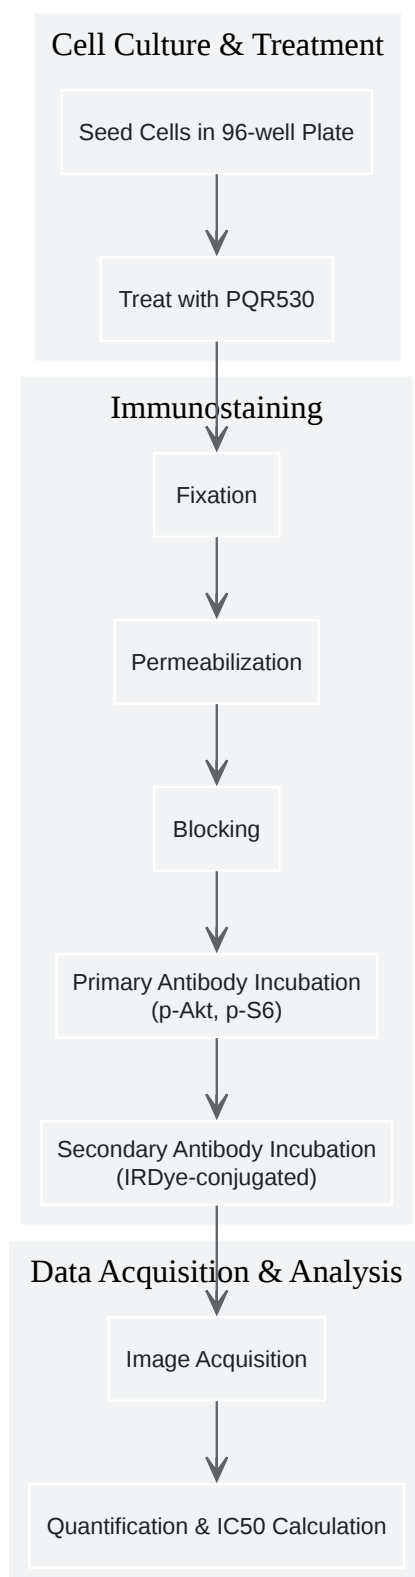 Cell Culture & Treatment
Seed Cells in 96-well Plate
Treat with PQR530
Immunostaining
Fixation
Permeabilization
Blocking
Primary Antibody Incubation
(p-Akt, p-S6)
Secondary Antibody Incubation
(IRDye-conjugated)
Data Acquisition & Analysis
Image Acquisition
Quantification & IC50 Calculation